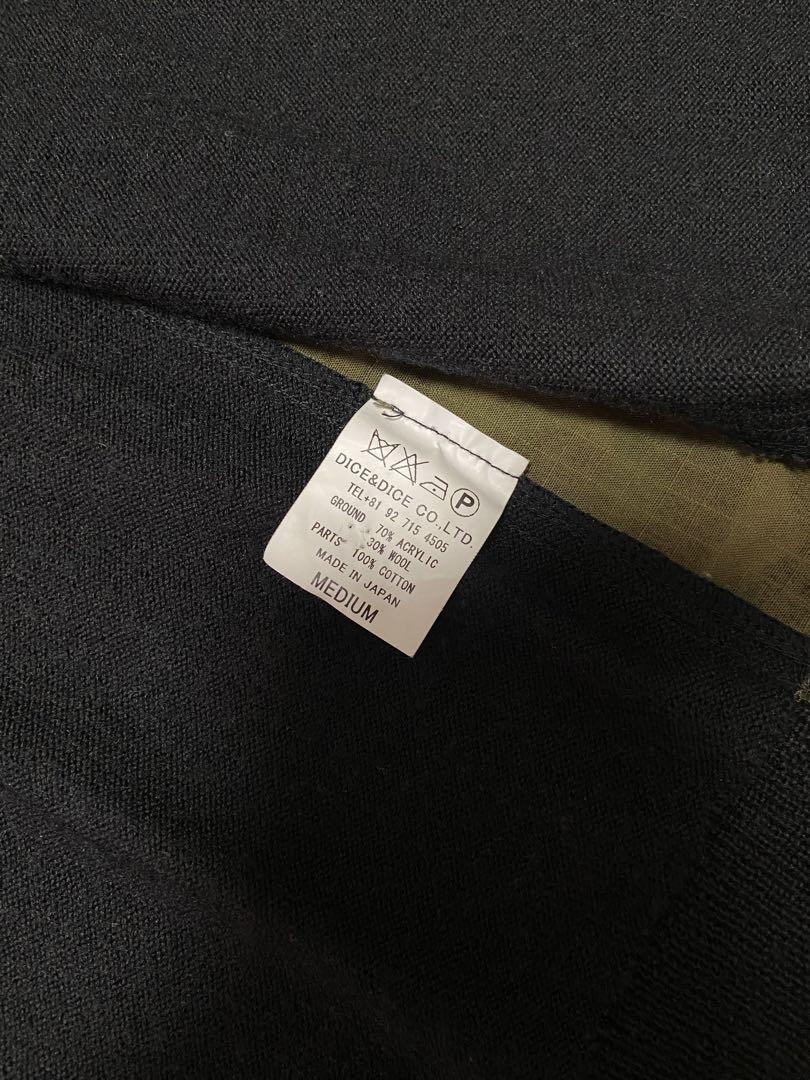 P
DICE&DICE CO.,LTD.
TEL+81 92 715 4505
GROUND 70% ACRYLIC
30% WOOL
PARTS 100% COTTON
MADE IN JAPAN
MEDIUM